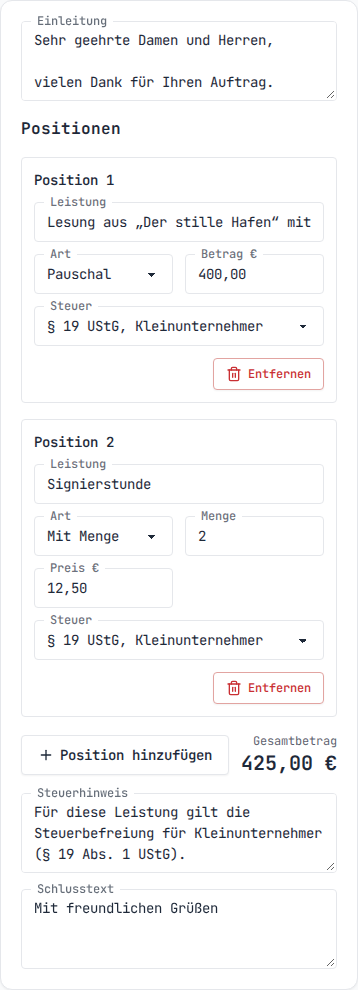 Einleitung
Sehr geehrte Damen und Herren,
vielen Dank für Ihren Auftrag.
Positionen
Position 1
Leistung
Lesung aus „Der stille Hafen“ mit
Art
Pauschal
Betrag €
400,00
Steuer
§ 19 UStG, Kleinunternehmer
Entfernen
Position 2
Leistung
Signierstunde
Art
Mit Menge
Menge
2
Preis €
12,50
Steuer
§ 19 UStG, Kleinunternehmer
Entfernen
+ Position hinzufügen
Gesamtbetrag
425,00 €
Steuerhinweis
Für diese Leistung gilt die
Steuerbefreiung für Kleinunternehmer
(§ 19 Abs. 1 UStG).
Schlusstext
Mit freundlichen Grüßen